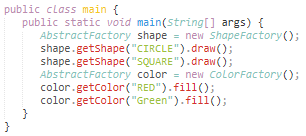 public class main {
    public static void main(String[] args) {
        AbstractFactory shape = new ShapeFactory();
        shape.getShape("CIRCLE").draw();
        shape.getShape("SQUARE").draw();
        AbstractFactory color = new ColorFactory();
        color.getColor("RED").fill();
        color.getColor("Green").fill();
    }
}